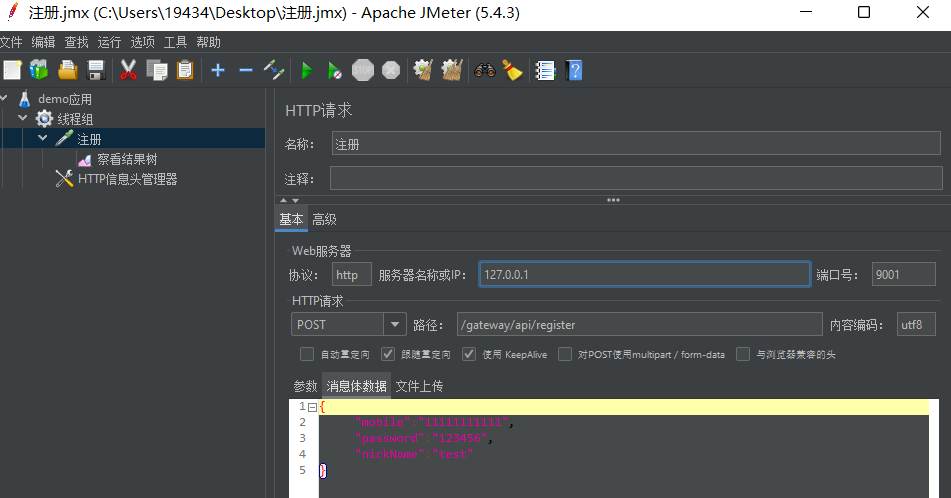 注册.jmx (C:\Users\19434\Desktop\注册.jmx) - Apache JMeter (5.4.3)
文件 编辑 查找 运行 选项 工具 帮助
STOP
demo应用
线程组
注册
察看结果树
HTTP信息头管理器
HTTP请求
名称： 注册
注释：
基本 高级
Web服务器
协议： http 服务器名称或IP： 127.0.0.1 端口号： 9001
HTTP请求
POST 路径： /gateway/api/register 内容编码： utf8
自动重定向 跟随重定向 使用 KeepAlive 对POST使用multipart / form-data 与浏览器兼容的头
参数 消息体数据 文件上传
1 {
2 "mobile":"11111111111",
3 "password":"123456",
4 "nickName":"test"
5 }